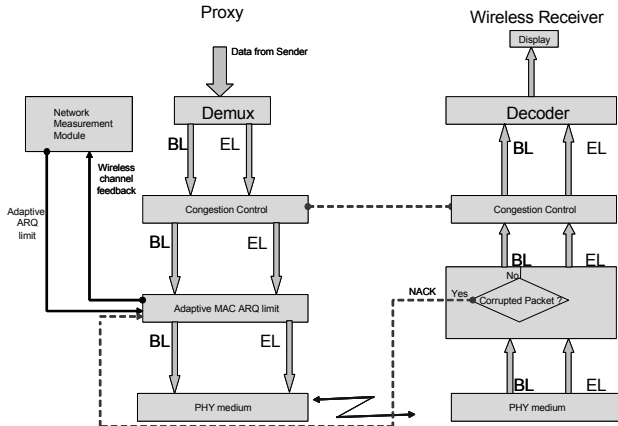 Proxy
Wireless Receiver
Data from Sender
Display
Demux
Decoder
Network
Measurement
Module
BL
EL
BL
EL
Wireless
channel
feedback
Adaptive
ARQ
limit
Congestion Control
Congestion Control
BL
EL
BL
EL
No
NACK
Yes
Corrupted Packet ?
Adaptive MAC ARQ limit
BL
EL
BL
EL
PHY medium
PHY medium